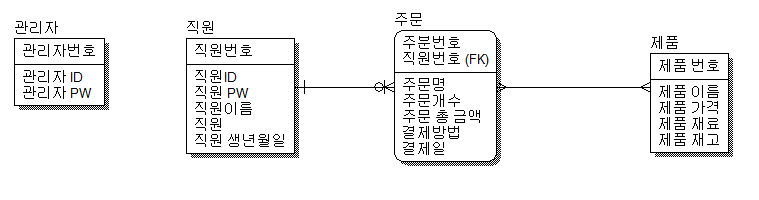 관리자
관리자번호
관리자 ID
관리자 PW
직원
직원번호
직원ID
직원 PW
직원이름
직원
직원 생년월일
주문
주분번호
직원번호 (FK)
주문명
주문개수
주문 총 금액
결제방법
결제일
제품
제품 번호
제품 이름
제품 가격
제품 재료
제품 재고